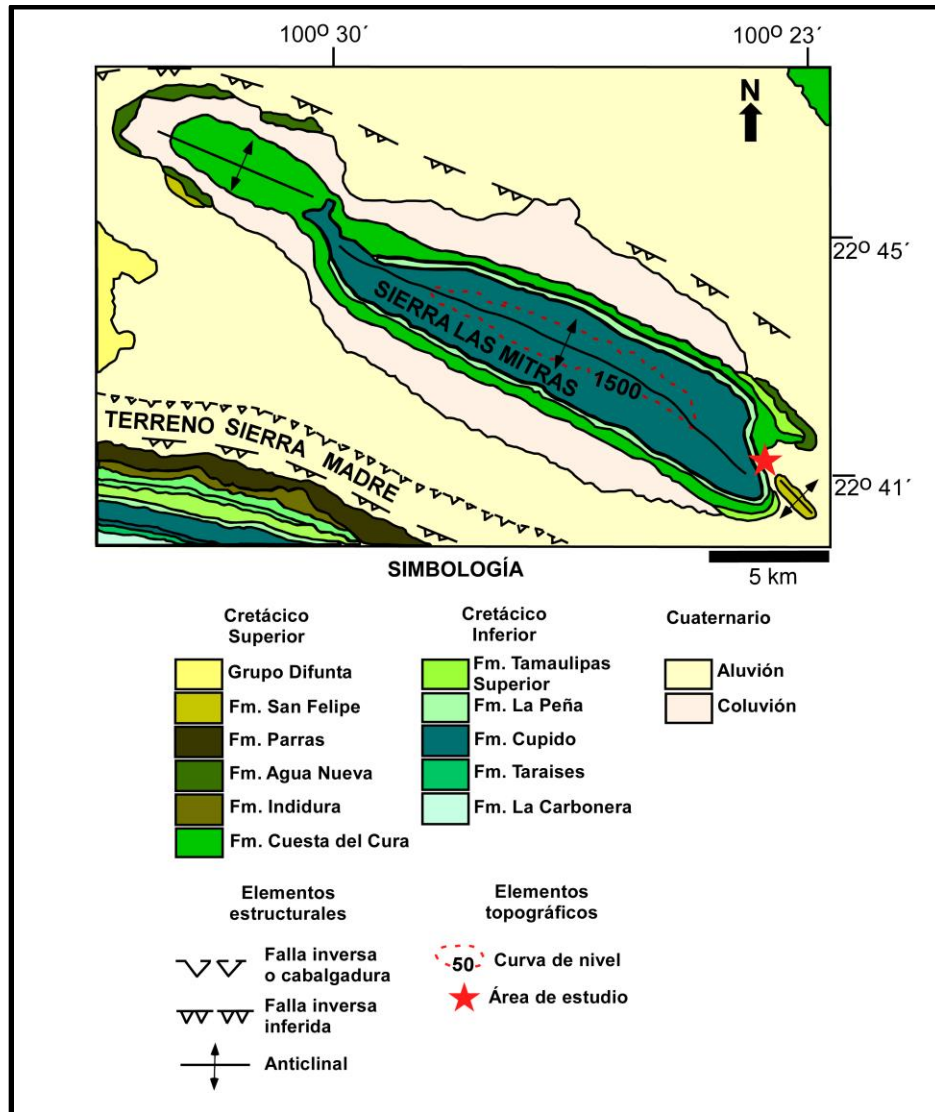 100º 30´
100º 23´
N
22º 45´
SIERRA LAS MITRAS
1500
TERRENO SIERRA MADRE
22º 41´
SIMBOLOGÍA
5 km
Cretácico
Superior
Grupo Difunta
Fm. San Felipe
Fm. Parras
Fm. Agua Nueva
Fm. Indidura
Fm. Cuesta del Cura
Cretácico
Inferior
Fm. Tamaulipas
Superior
Fm. La Peña
Fm. Cupido
Fm. Taraises
Fm. La Carbonera
Cuaternario
Aluvión
Coluvión
Elementos
estructurales
Falla inversa
o cabalgadura
Falla inversa
inferida
Anticlinal
Elementos
topográficos
50
Curva de nivel
Área de estudio